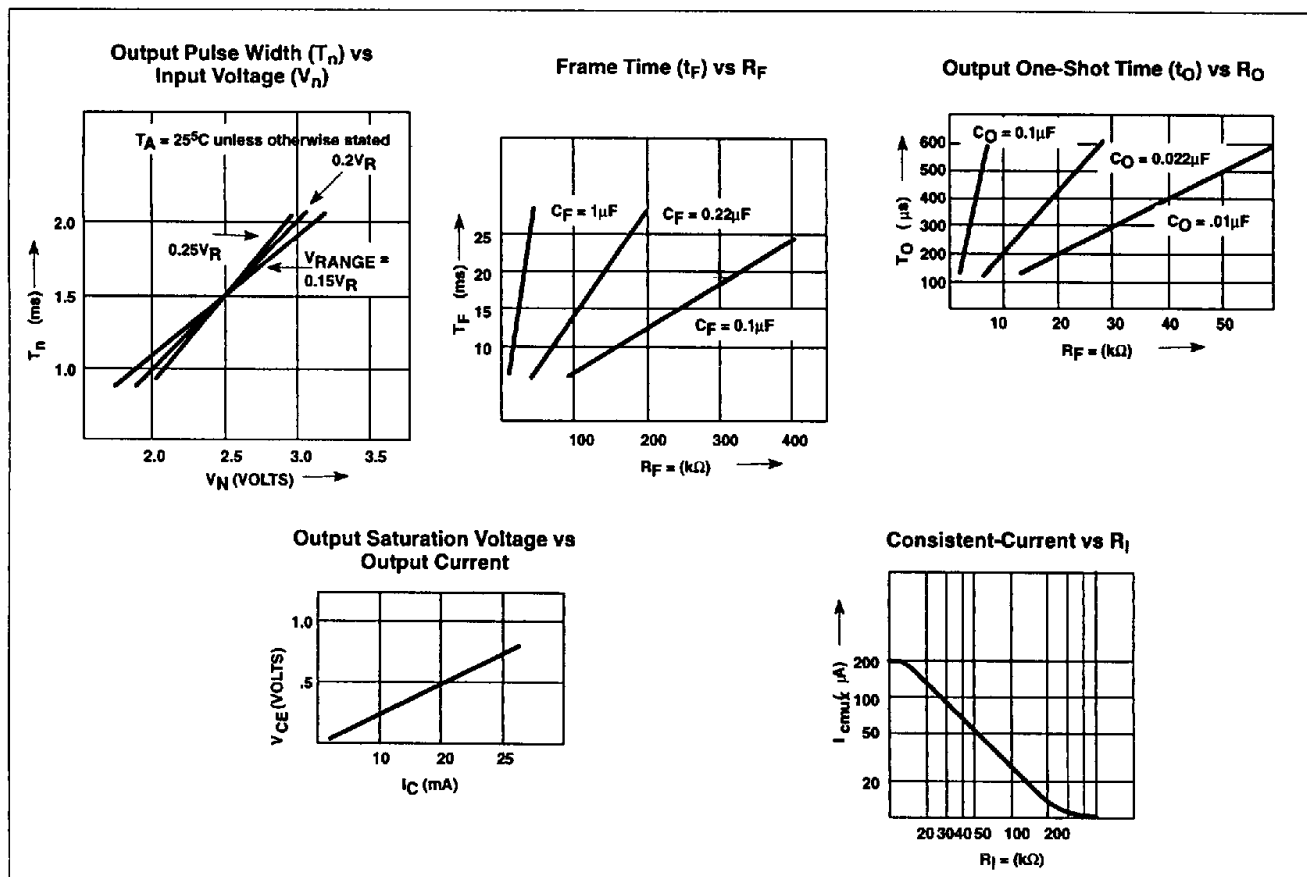 Output Pulse Width (Tn) vs
Input Voltage (Vn)
TA = 25⁵C unless otherwise stated
0.2VR
0.25VR
VRANGE =
0.15VR
2.0
1.5
1.0
Tn (ms)
2.0 2.5 3.0 3.5
VN (VOLTS)
Frame Time (tF) vs RF
CF = 1µF
CF = 0.22µF
CF = 0.1µF
25
20
15
10
TF (ms)
100 200 300 400
RF = (kΩ)
Output One-Shot Time (tO) vs RO
CO = 0.1µF
CO = 0.022µF
CO = .01µF
600
500
400
300
200
100
TO (µs)
10 20 30 40 50
RF = (kΩ)
Output Saturation Voltage vs
Output Current
1.0
.5
VCE (VOLTS)
10 20 25
IC (mA)
Consistent-Current vs RI
200
100
50
20
Icmux( µA)
20 30 40 50 100 200
RI = (kΩ)